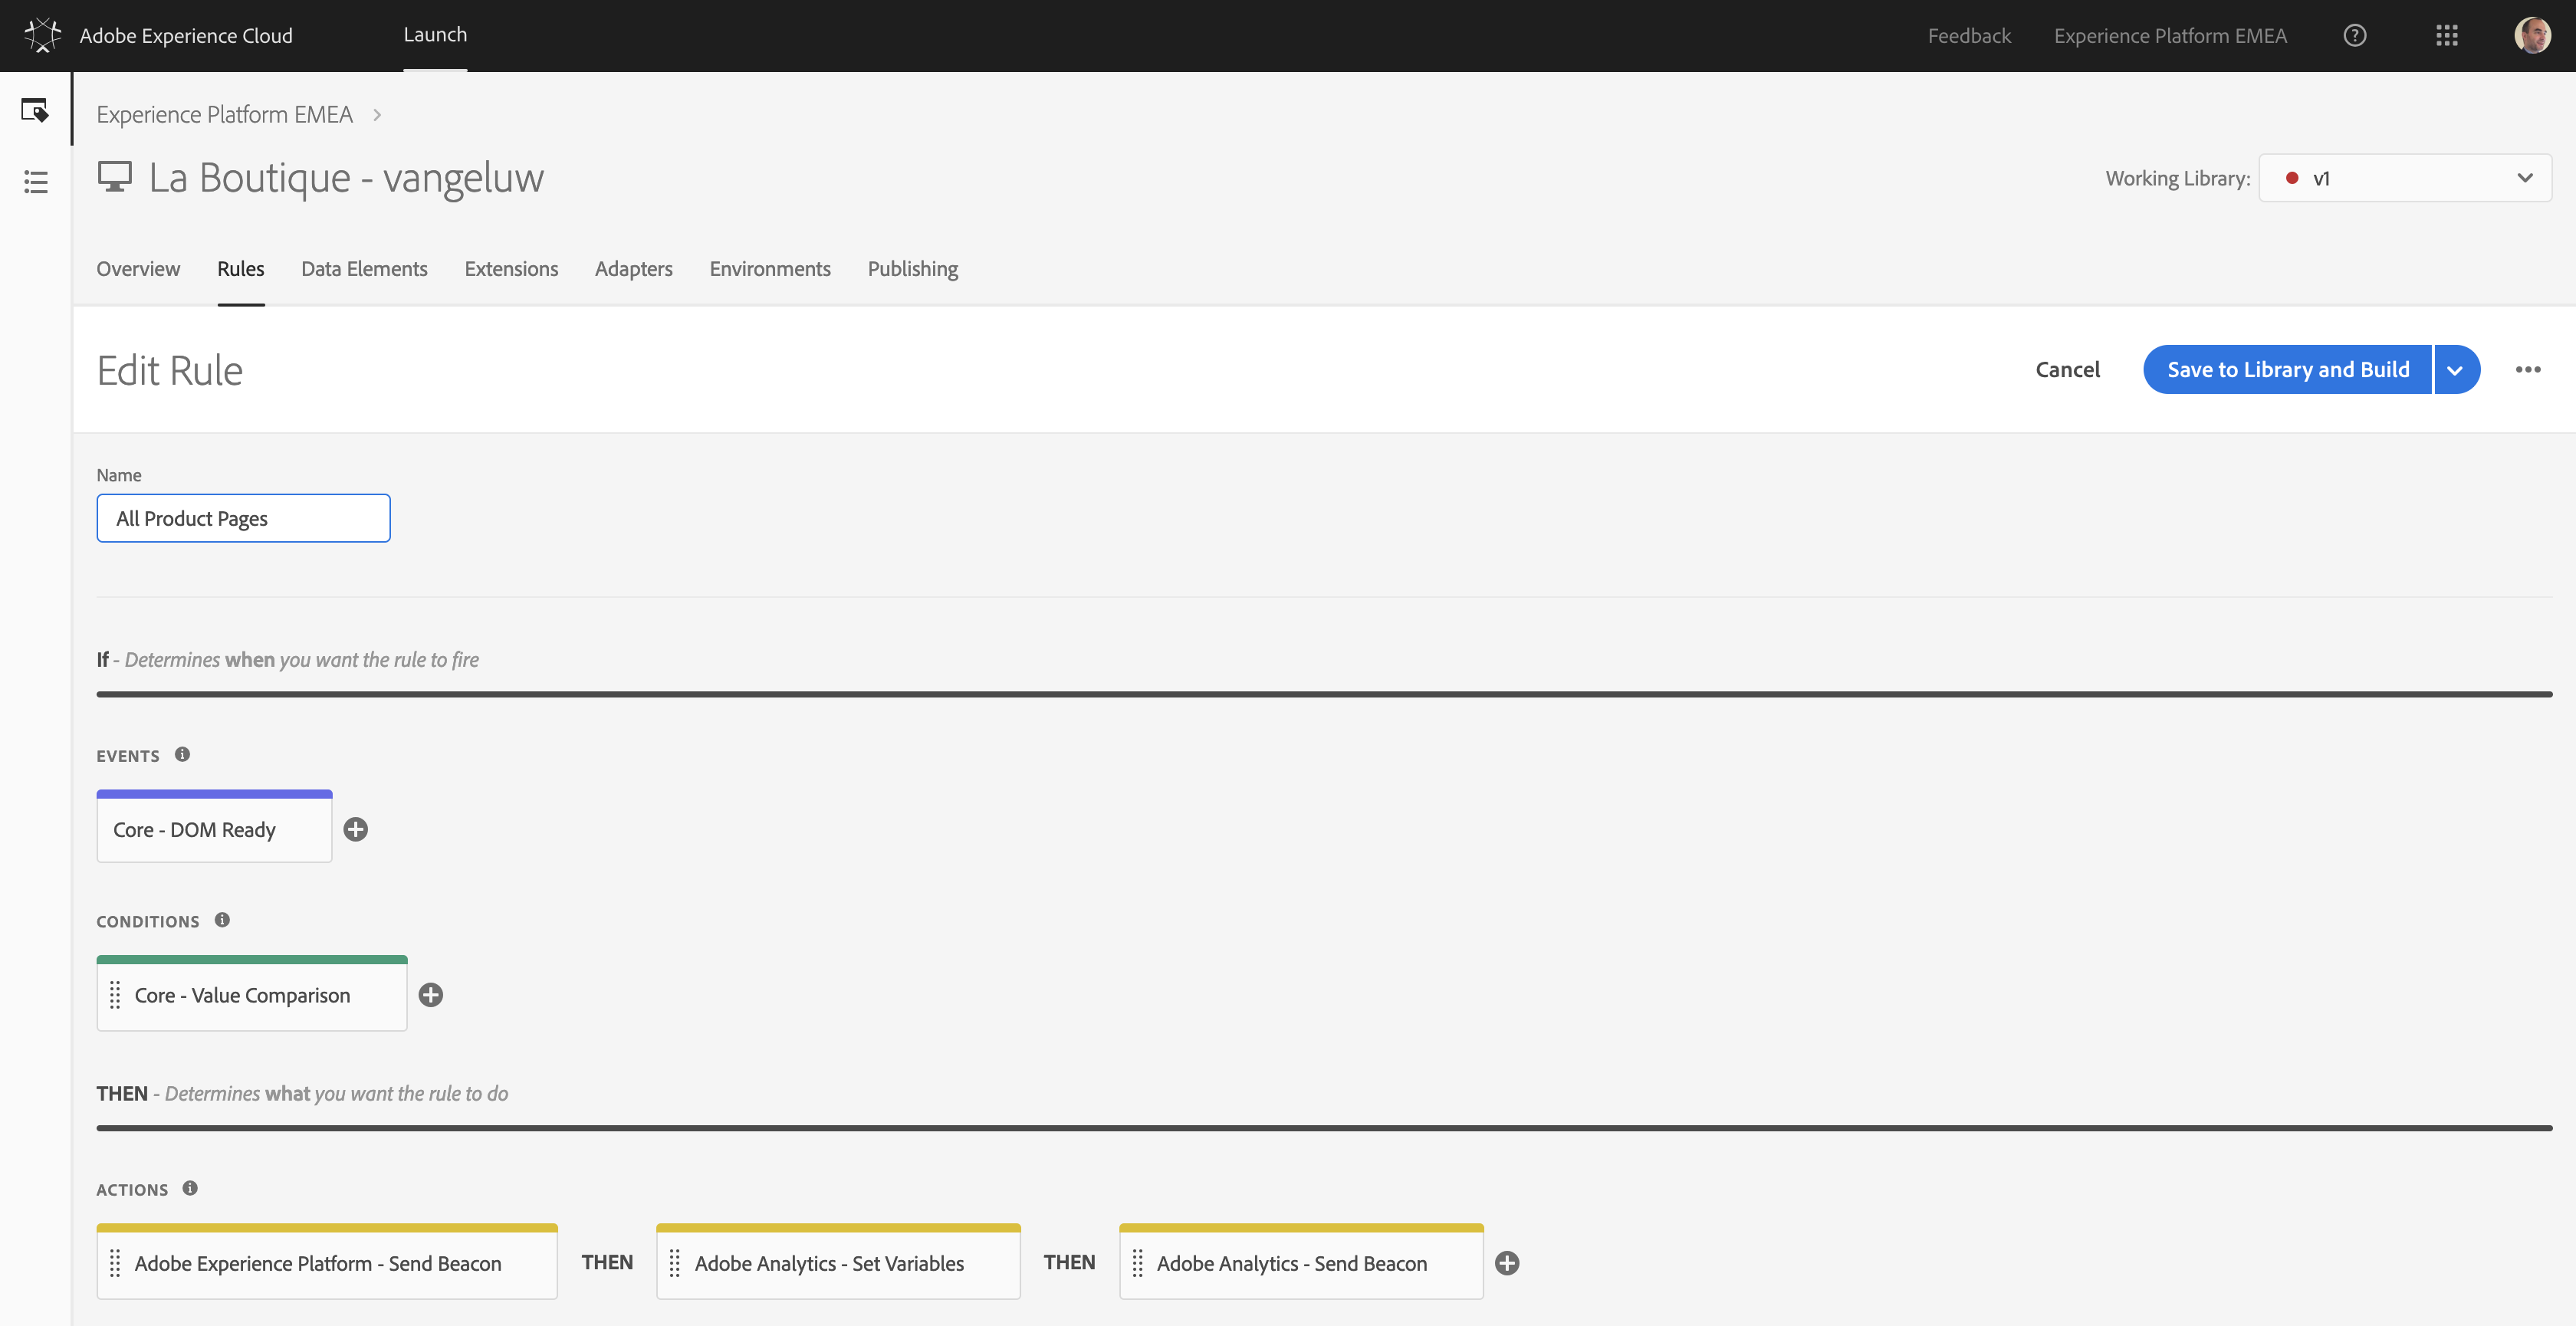 Adobe Experience Cloud
Launch
Feedback
Experience Platform EMEA
Experience Platform EMEA
La Boutique - vangeluw
Working Library:
v1
Overview
Rules
Data Elements
Extensions
Adapters
Environments
Publishing
Edit Rule
Cancel
Save to Library and Build
Name
All Product Pages
If - Determines when you want the rule to fire
EVENTS
Core - DOM Ready
CONDITIONS
Core - Value Comparison
THEN - Determines what you want the rule to do
ACTIONS
Adobe Experience Platform - Send Beacon
THEN
Adobe Analytics - Set Variables
THEN
Adobe Analytics - Send Beacon